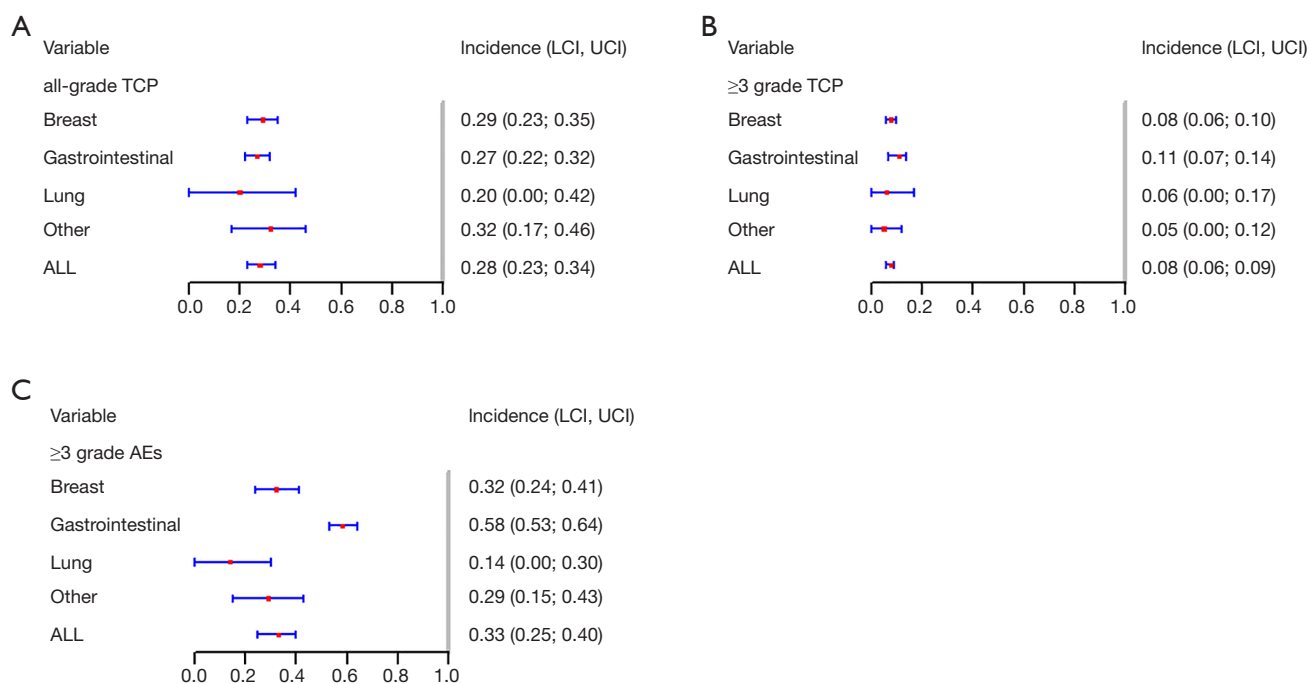 A
Variable Incidence (LCI, UCI)
all-grade TCP
Breast 0.29 (0.23; 0.35)
Gastrointestinal 0.27 (0.22; 0.32)
Lung 0.20 (0.00; 0.42)
Other 0.32 (0.17; 0.46)
ALL 0.28 (0.23; 0.34)
0.0 0.2 0.4 0.6 0.8 1.0
B
Variable Incidence (LCI, UCI)
≥3 grade TCP
Breast 0.08 (0.06; 0.10)
Gastrointestinal 0.11 (0.07; 0.14)
Lung 0.06 (0.00; 0.17)
Other 0.05 (0.00; 0.12)
ALL 0.08 (0.06; 0.09)
0.0 0.2 0.4 0.6 0.8 1.0
C
Variable Incidence (LCI, UCI)
≥3 grade AEs
Breast 0.32 (0.24; 0.41)
Gastrointestinal 0.58 (0.53; 0.64)
Lung 0.14 (0.00; 0.30)
Other 0.29 (0.15; 0.43)
ALL 0.33 (0.25; 0.40)
0.0 0.2 0.4 0.6 0.8 1.0